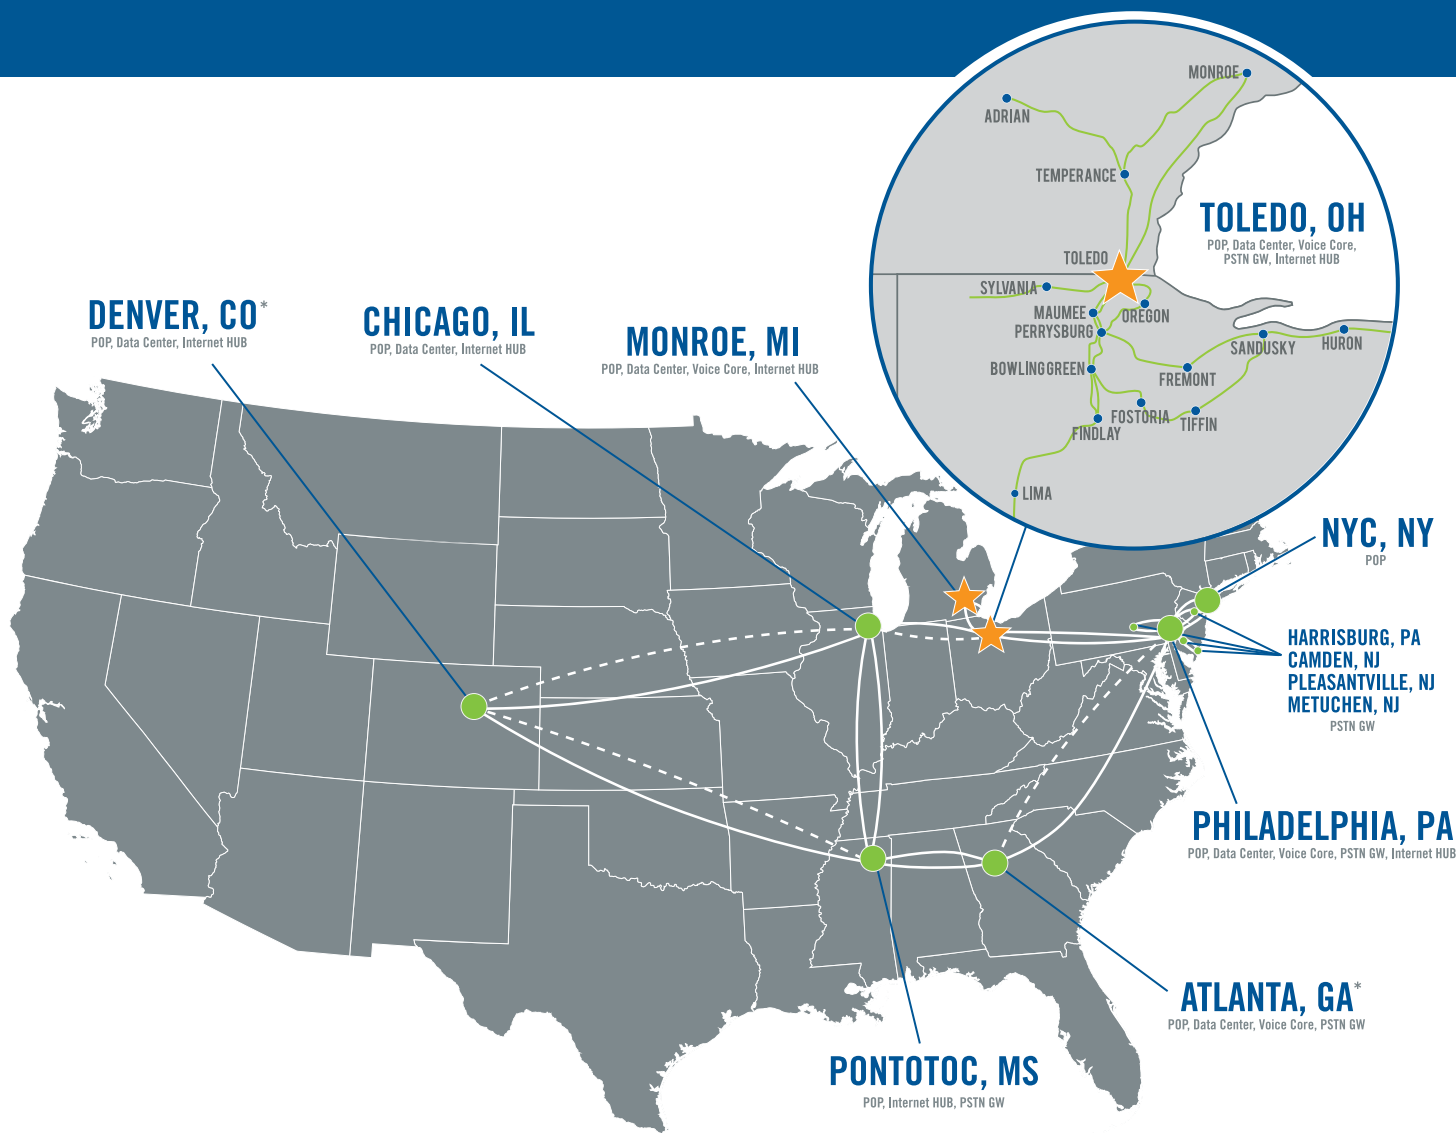 MONROE
ADRIAN
TEMPERANCE
TOLEDO, OH
POP, Data Center, Voice Core,
PSTN GW, Internet HUB
TOLEDO
SYLVANIA
MAUMEE
OREGON
PERRYSBURG
SANDUSKY
HURON
BOWLING GREEN
FREMONT
FOSTORIA
TIFFIN
FINDLAY
LIMA
DENVER, CO*
POP, Data Center, Internet HUB
CHICAGO, IL
POP, Data Center, Internet HUB
MONROE, MI
POP, Data Center, Voice Core, Internet HUB
NYC, NY
POP
HARRISBURG, PA
CAMDEN, NJ
PLEASANTVILLE, NJ
METUCHEN, NJ
PSTN GW
PHILADELPHIA, PA
POP, Data Center, Voice Core, PSTN GW, Internet HUB
ATLANTA, GA*
POP, Data Center, Voice Core, PSTN GW
PONTOTOC, MS
POP, Internet HUB, PSTN GW